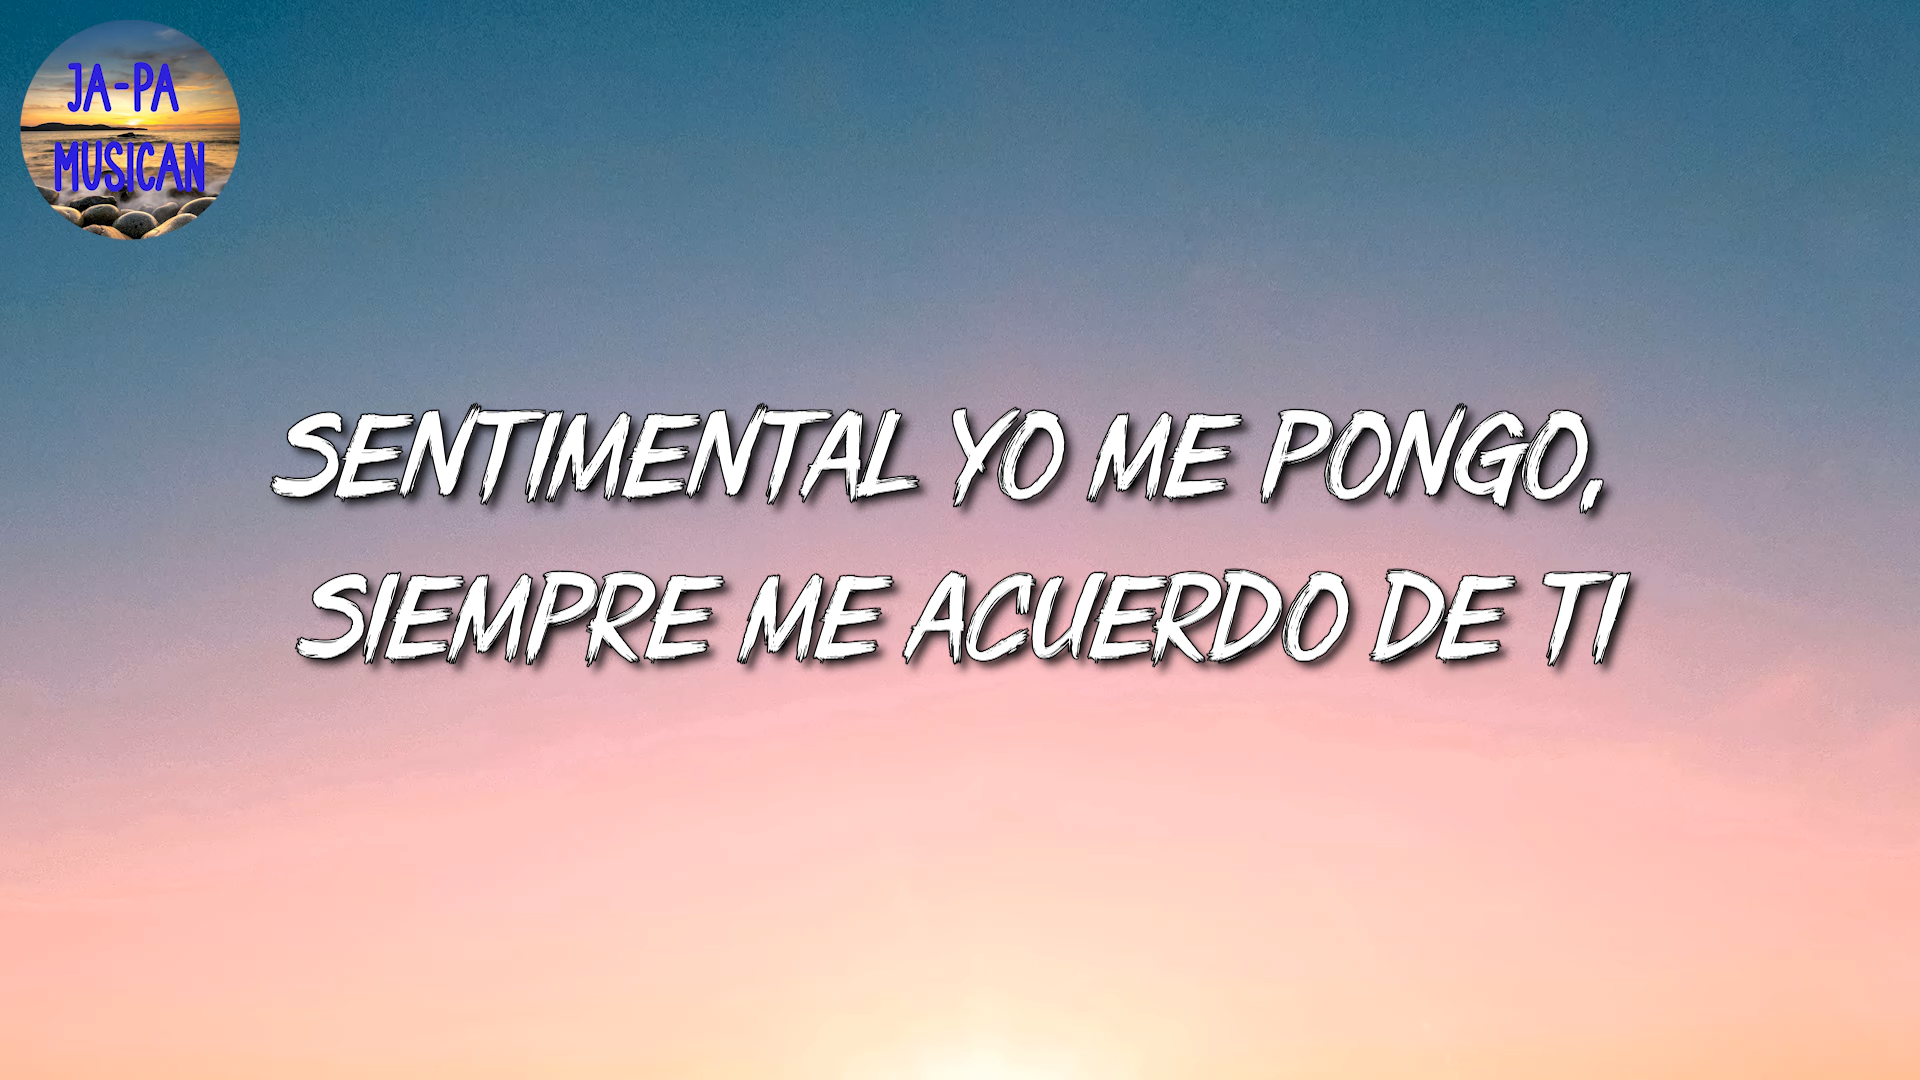 JA-PA
MUSICAN
SENTIMENTAL YO ME PONGO,
SIEMPRE ME ACUERDO DE TI